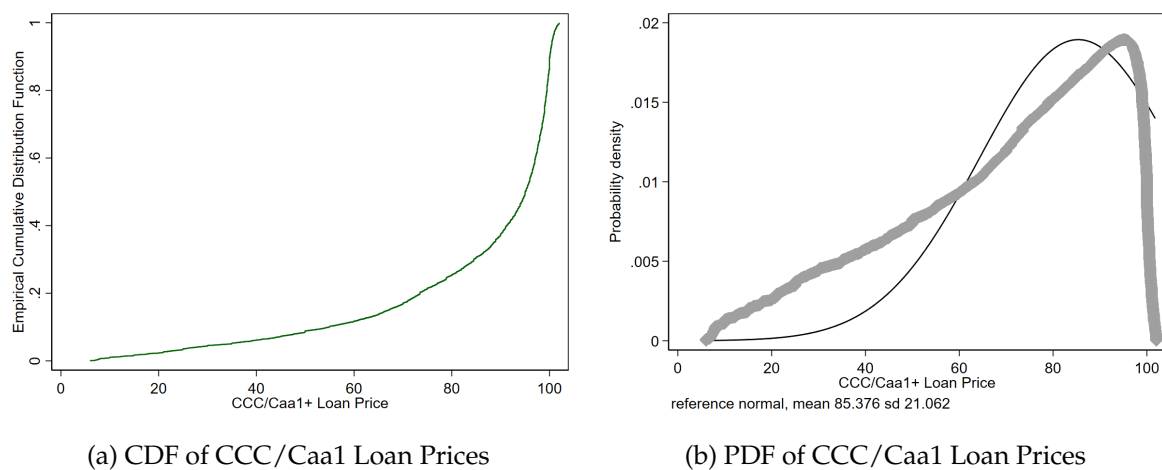 Empirical Cumulative Distribution Function
1
.8
.6
.4
.2
0
0 20 40 60 80 100
CCC/Caa1+ Loan Price
(a) CDF of CCC/Caa1 Loan Prices
Probability density
.02
.015
.01
.005
0
0 20 40 60 80 100
CCC/Caa1+ Loan Price
reference normal, mean 85.376 sd 21.062
(b) PDF of CCC/Caa1 Loan Prices